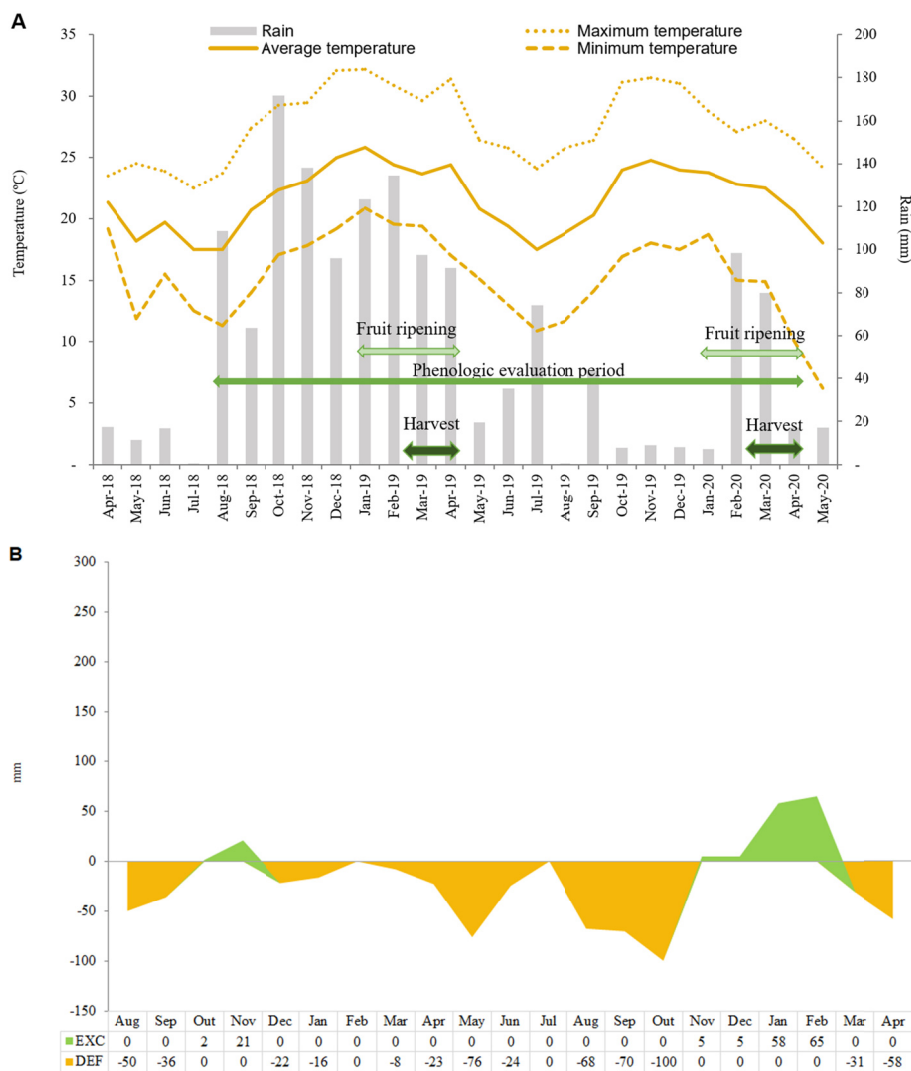 A
Rain
Maximum temperature
Average temperature
Minimum temperature
35
30
25
20
15
10
5
-
Temperature (ºC)
200
180
160
140
120
100
80
60
40
20
-
Rain (mm)
Fruit ripening
Fruit ripening
Phenologic evaluation period
Harvest
Harvest
Apr-18 May-18 Jun-18 Jul-18 Aug-18 Sep-18 Oct-18 Nov-18 Dec-18 Jan-19 Feb-19 Mar-19 Apr-19 May-19 Jun-19 Jul-19 Aug-19 Sep-19 Oct-19 Nov-19 Dec-19 Jan-20 Feb-20 Mar-20 Apr-20 May-20
B
300
250
200
150
100
50
0
-50
-100
-150
mm
Aug Sep Out Nov Dec Jan Feb Mar Apr May Jun Jul Aug Sep Out Nov Dec Jan Feb Mar Apr
EXC 0 0 2 21 0 0 0 0 0 0 0 0 0 0 0 5 5 58 65 0 0
DEF -50 -36 0 0 -22 -16 0 -8 -23 -76 -24 0 -68 -70 -100 0 0 0 0 -31 -58